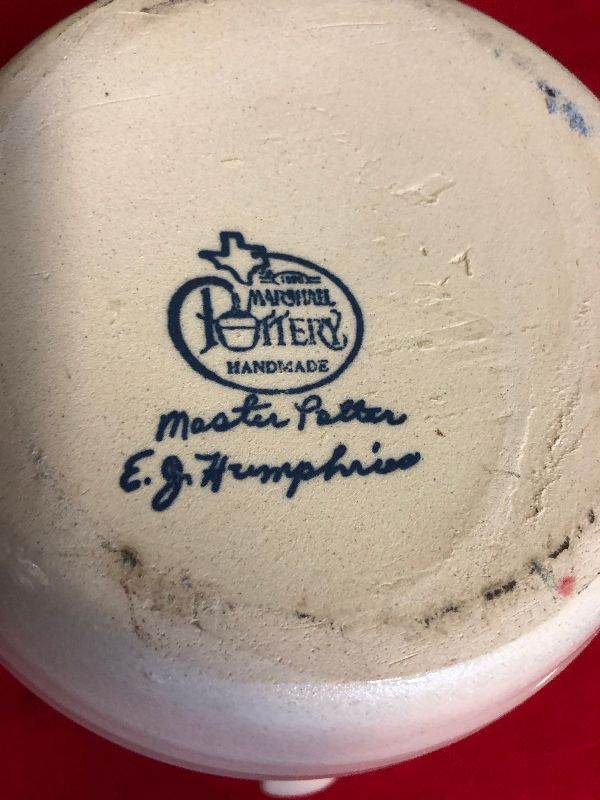 MARSHALL
POTTERY
HANDMADE
Master Potter
E. J. Humphries